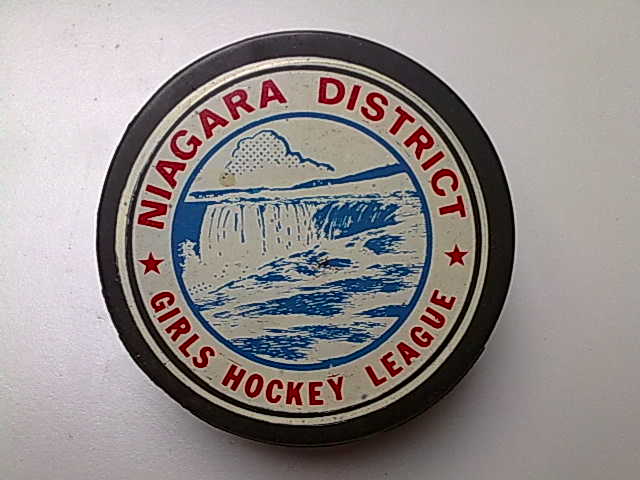 NIAGARA DISTRICT
GIRLS HOCKEY LEAGUE